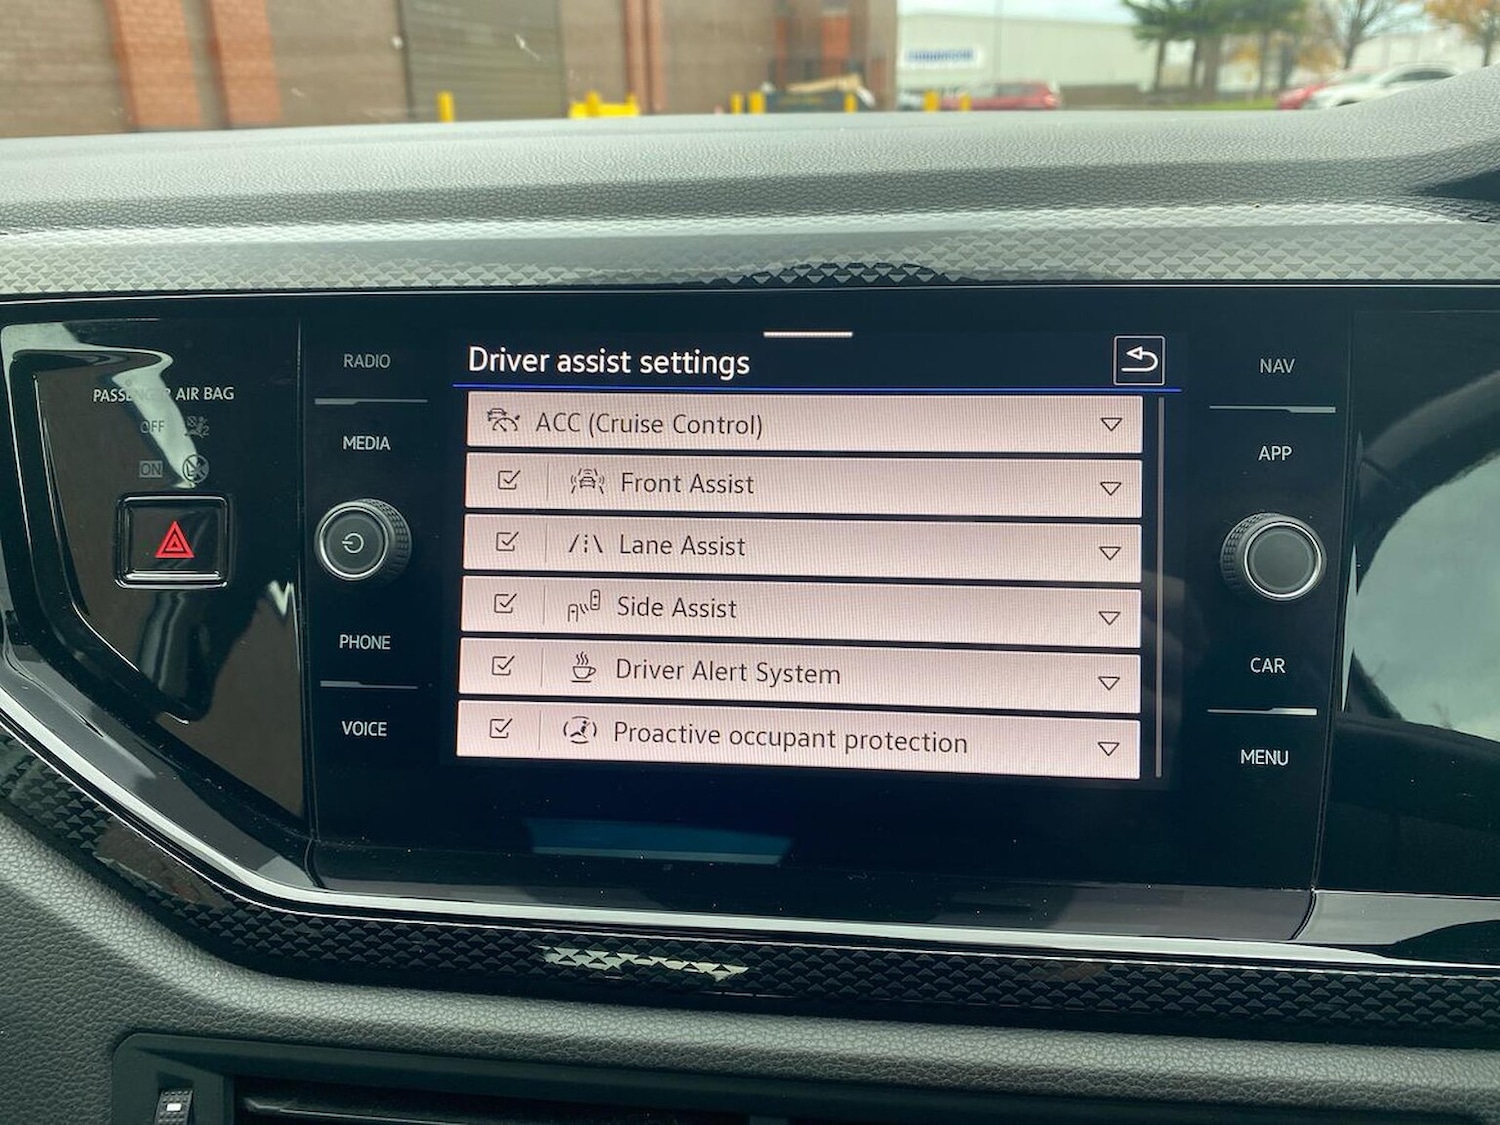 PASSENGER AIR BAG
OFF
ON
RADIO
MEDIA
PHONE
VOICE
Driver assist settings
ACC (Cruise Control)
Front Assist
Lane Assist
Side Assist
Driver Alert System
Proactive occupant protection
NAV
APP
CAR
MENU